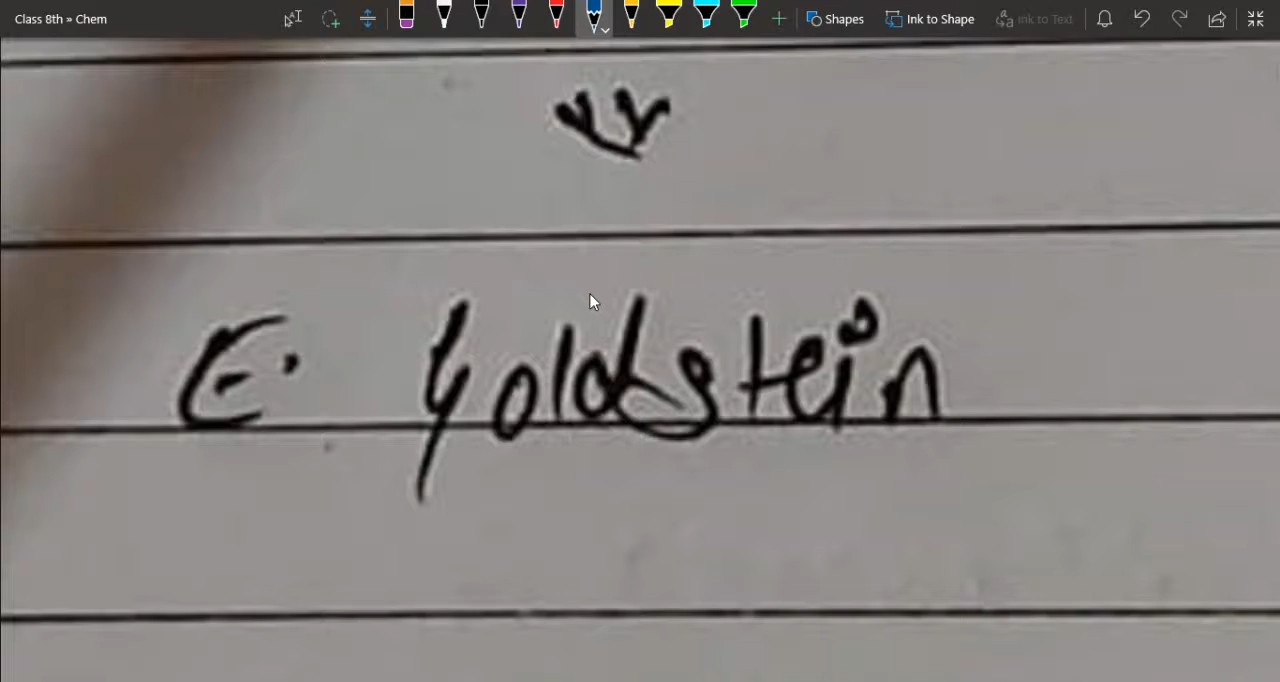 Class 8th » Chem
Shapes
Ink to Shape
Ink to Text
E. Goldstein